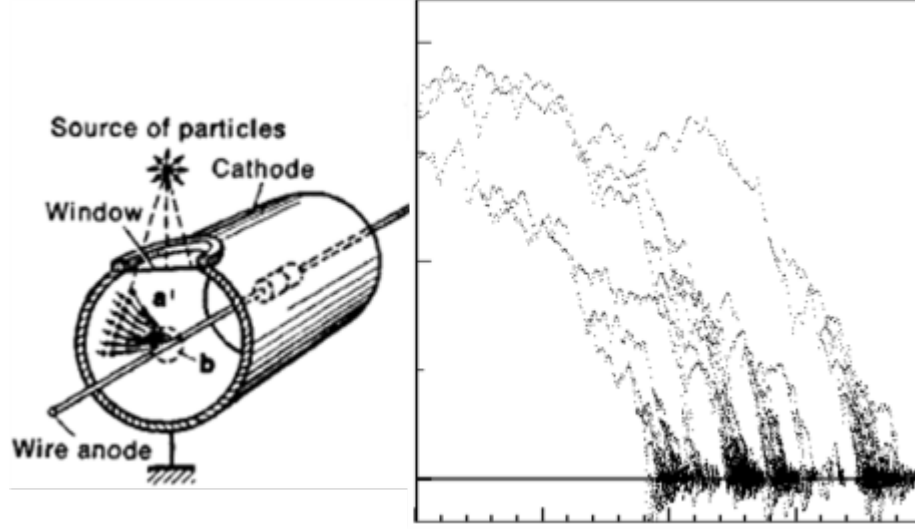 Source of particles
Cathode
Window
a'
b
Wire anode